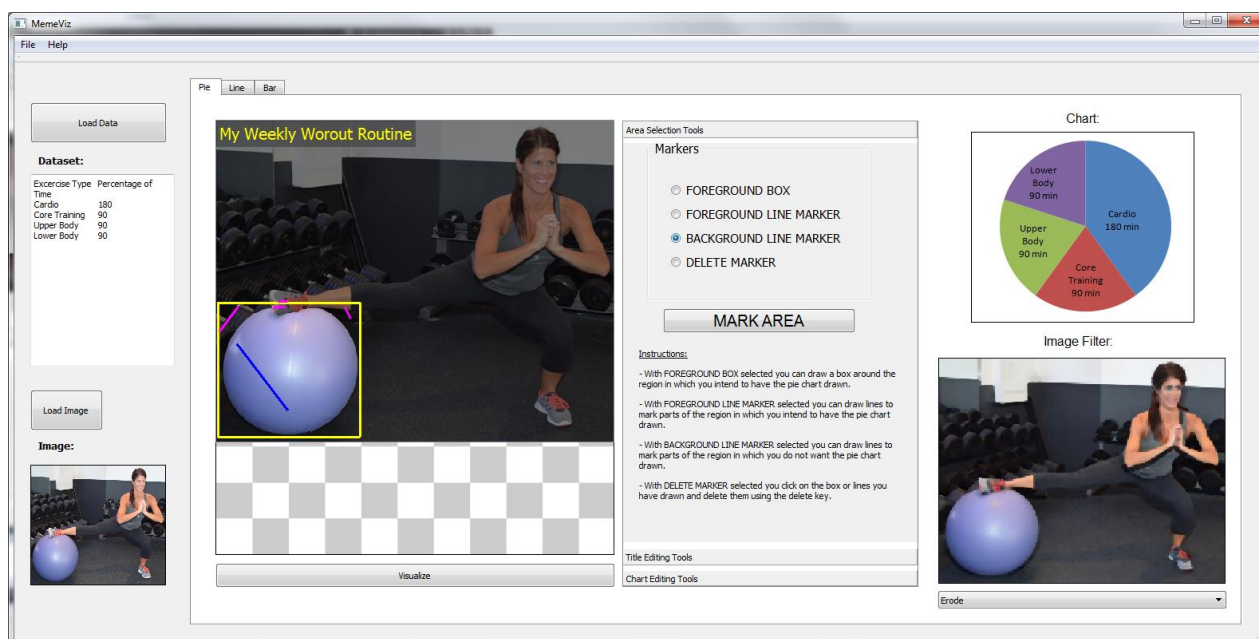 MemeViz
File Help
Pie Line Bar
Load Data
Dataset:
Excercise Type Percentage of
Time
Cardio 180
Core Training 90
Upper Body 90
Lower Body 90
Load Image
Image:
My Weekly Worout Routine
Visualize
Area Selection Tools
Markers
FOREGROUND BOX
FOREGROUND LINE MARKER
BACKGROUND LINE MARKER
DELETE MARKER
MARK AREA
Instructions:
- With FOREGROUND BOX selected you can draw a box around the
region in which you intend to have the pie chart drawn.
- With FOREGROUND LINE MARKER selected you can draw lines to
mark parts of the region in which you intend to have the pie chart
drawn.
- With BACKGROUND LINE MARKER selected you can draw lines to
mark parts of the region in which you do not want the pie chart
drawn.
- With DELETE MARKER selected you click on the box or lines you
have drawn and delete them using the delete key.
Title Editing Tools
Chart Editing Tools
Chart:
Lower
Body
90 min
Cardio
180 min
Upper
Body
90 min
Core
Training
90 min
Image Filter:
Erode